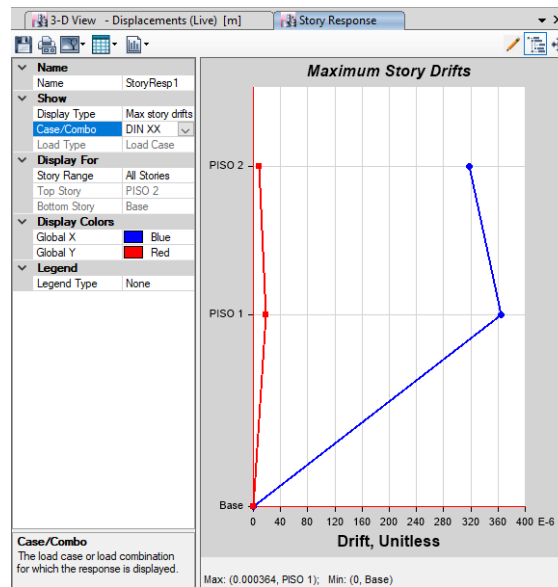 3-D View - Displacements (Live) [m]
Story Response
Name
Name StoryResp1
Show
Display Type Max story drifts
Case/Combo DIN XX
Load Type Load Case
Display For
Story Range All Stories
Top Story PISO 2
Bottom Story Base
Display Colors
Global X Blue
Global Y Red
Legend
Legend Type None
Case/Combo
The load case or load combination
for which the response is displayed.
Maximum Story Drifts
PISO 2
PISO 1
Base
0 40 80 120 160 200 240 280 320 360 400 E-6
Drift, Unitless
Max: (0.000364, PISO 1); Min: (0, Base)